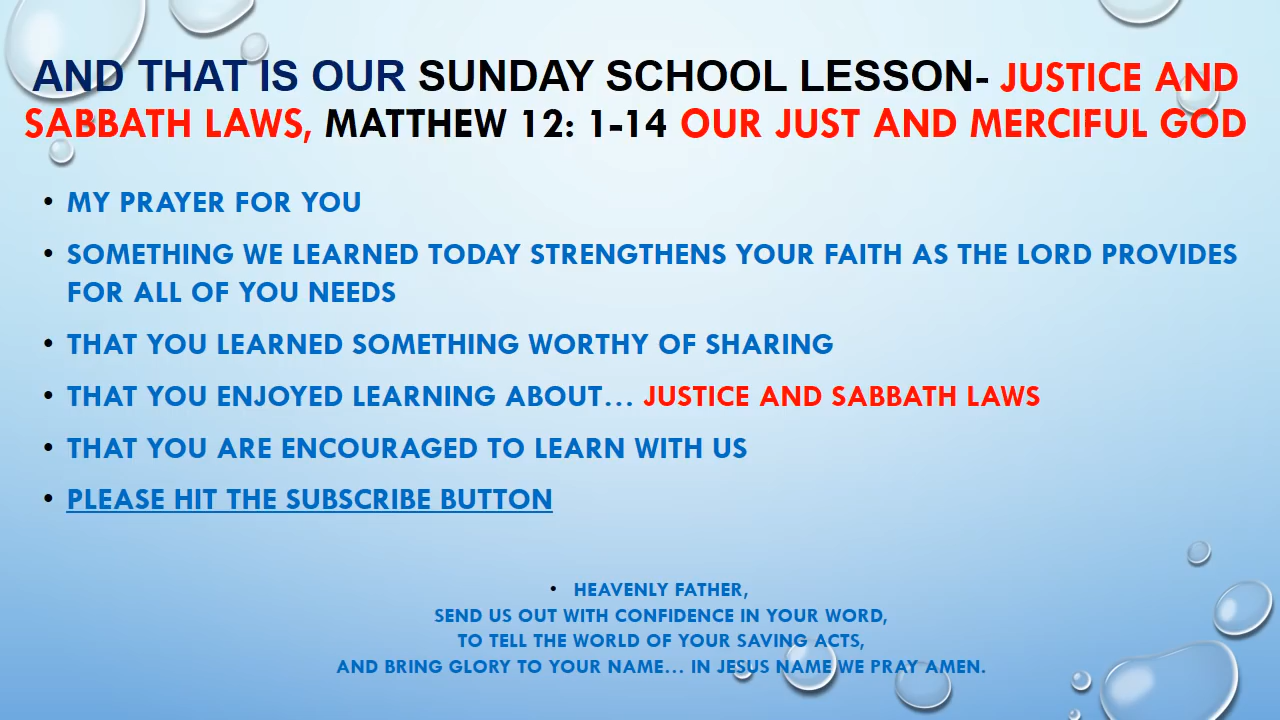 AND THAT IS OUR SUNDAY SCHOOL LESSON- JUSTICE AND
SABBATH LAWS, MATTHEW 12: 1-14 OUR JUST AND MERCIFUL GOD
• MY PRAYER FOR YOU
• SOMETHING WE LEARNED TODAY STRENGTHENS YOUR FAITH AS THE LORD PROVIDES
FOR ALL OF YOU NEEDS
• THAT YOU LEARNED SOMETHING WORTHY OF SHARING
• THAT YOU ENJOYED LEARNING ABOUT... JUSTICE AND SABBATH LAWS
• THAT YOU ARE ENCOURAGED TO LEARN WITH US
• PLEASE HIT THE SUBSCRIBE BUTTON
• HEAVENLY FATHER,
SEND US OUT WITH CONFIDENCE IN YOUR WORD,
TO TELL THE WORLD OF YOUR SAVING ACTS,
AND BRING GLORY TO YOUR NAME... IN JESUS NAME WE PRAY AMEN.